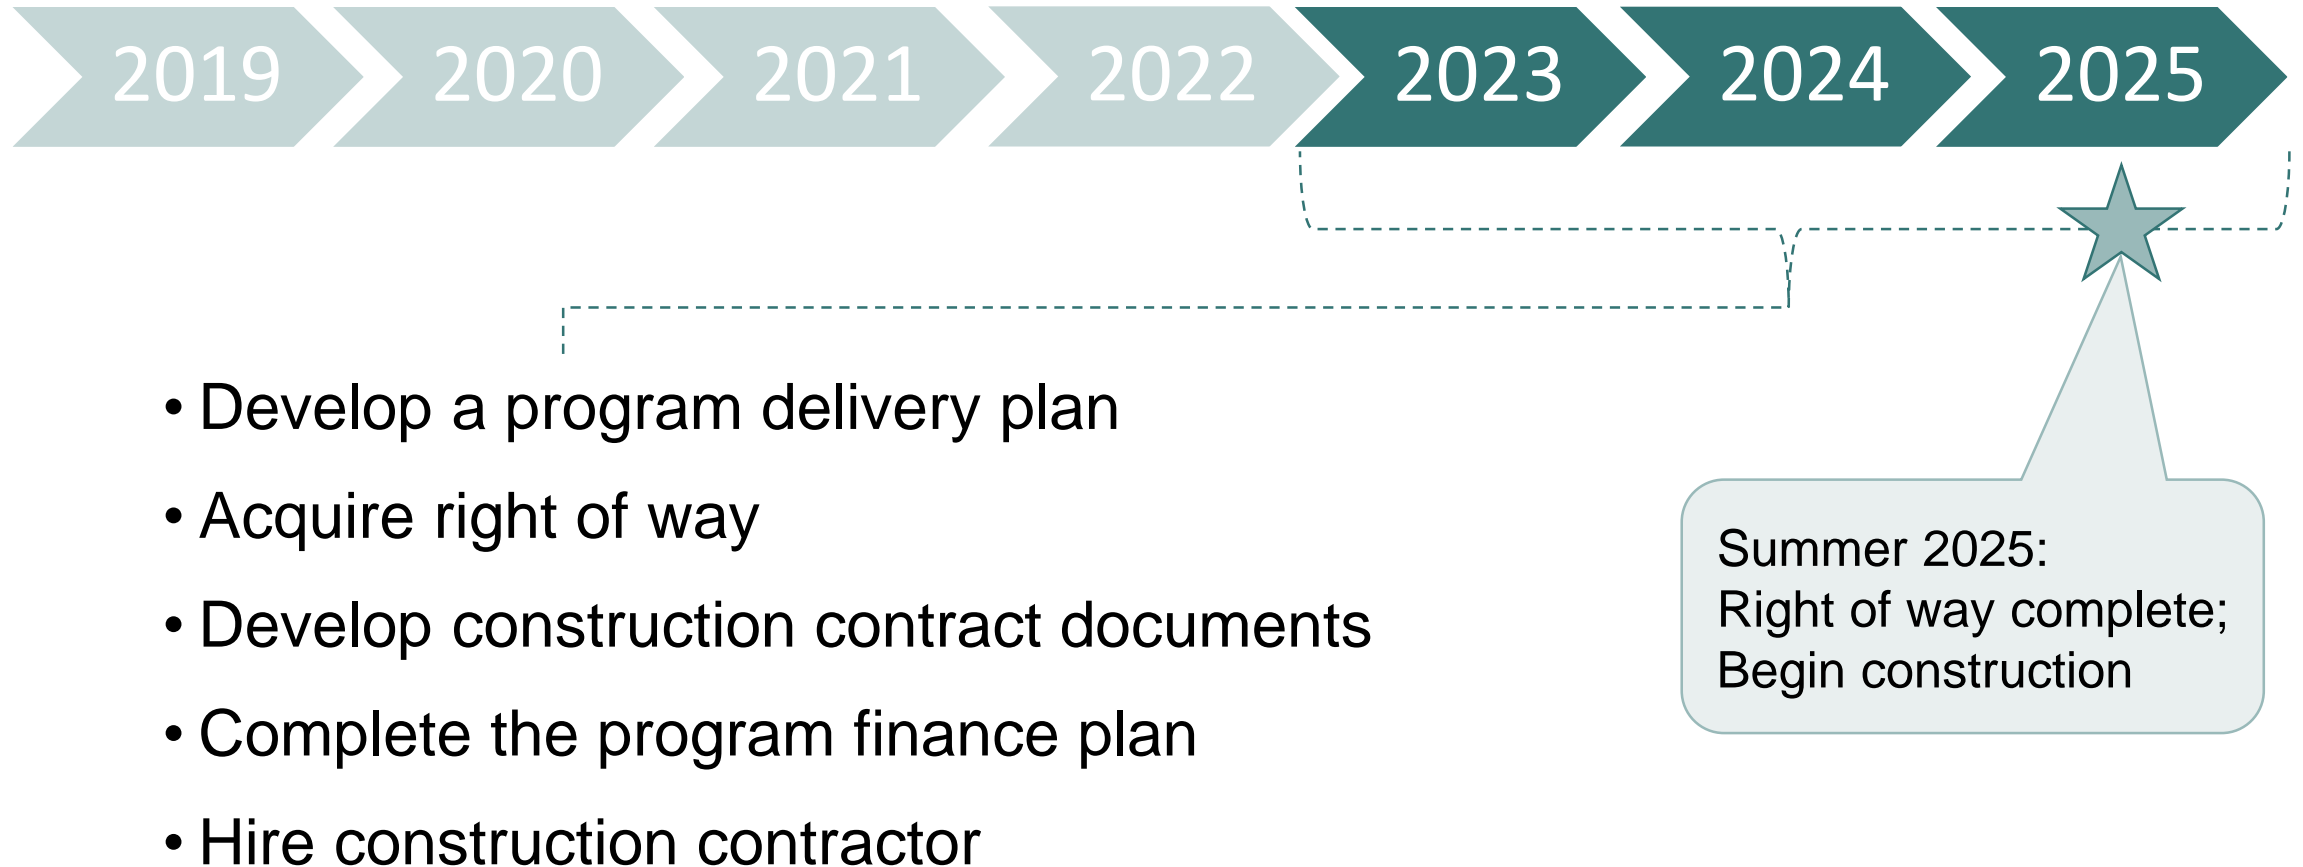 2019 2020 2021 2022 2023 2024 2025
• Develop a program delivery plan
• Acquire right of way
• Develop construction contract documents
• Complete the program finance plan
• Hire construction contractor
Summer 2025:
Right of way complete;
Begin construction